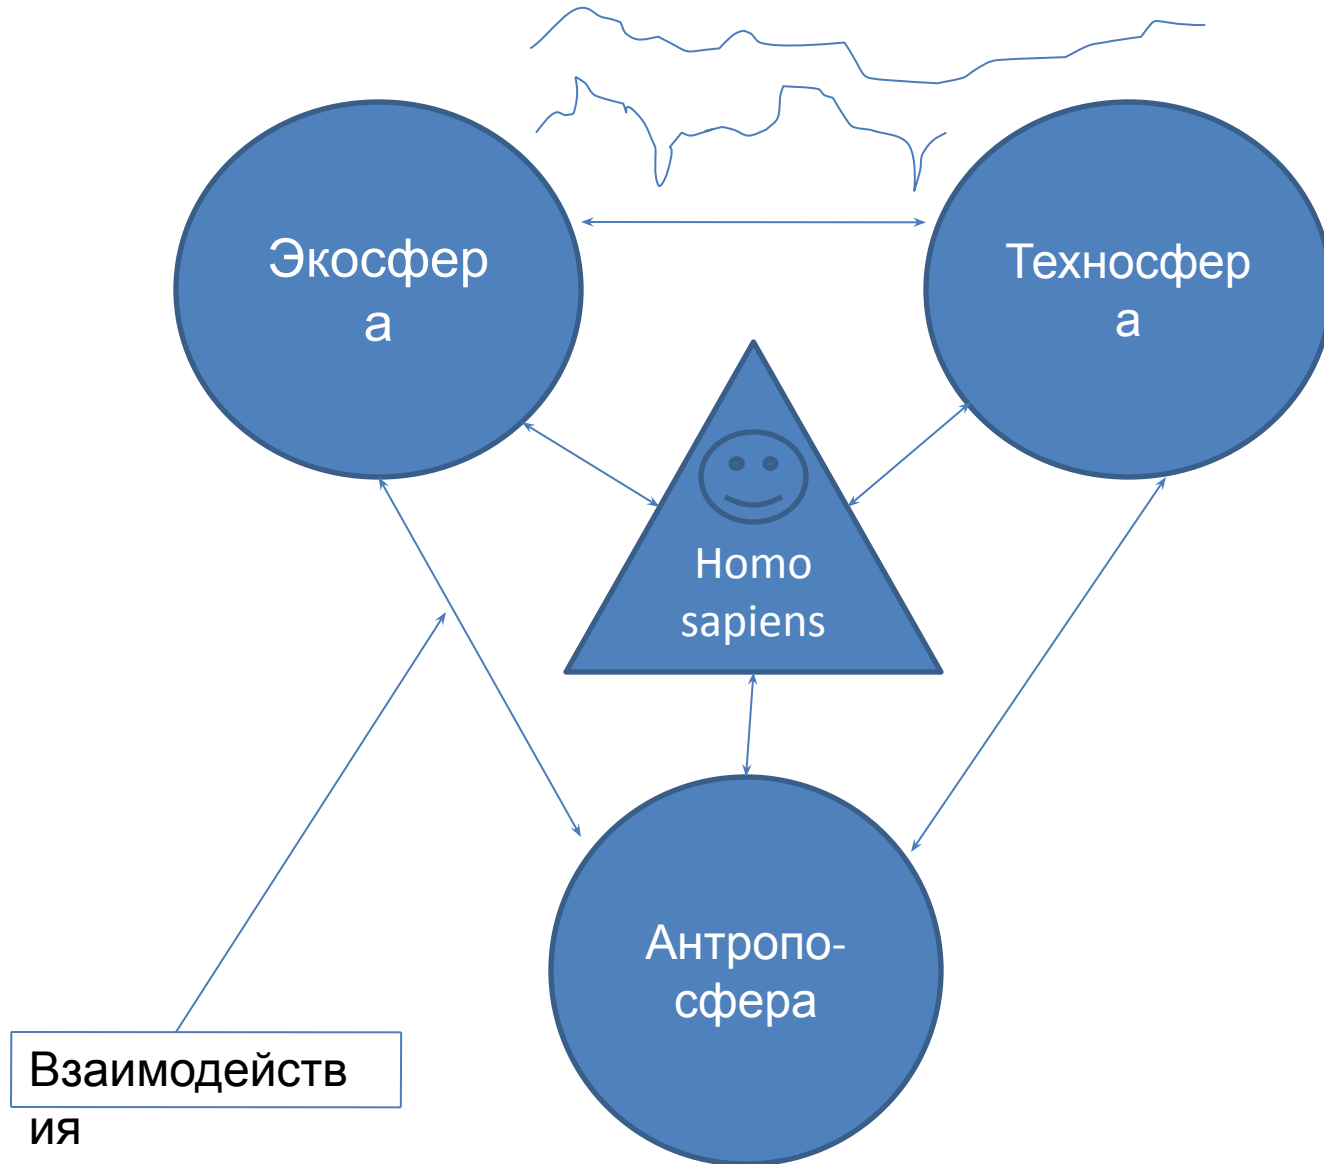 Экосфер
а
Техносфер
а
Homo
sapiens
Антропо-
сфера
Взаимодейств
ия